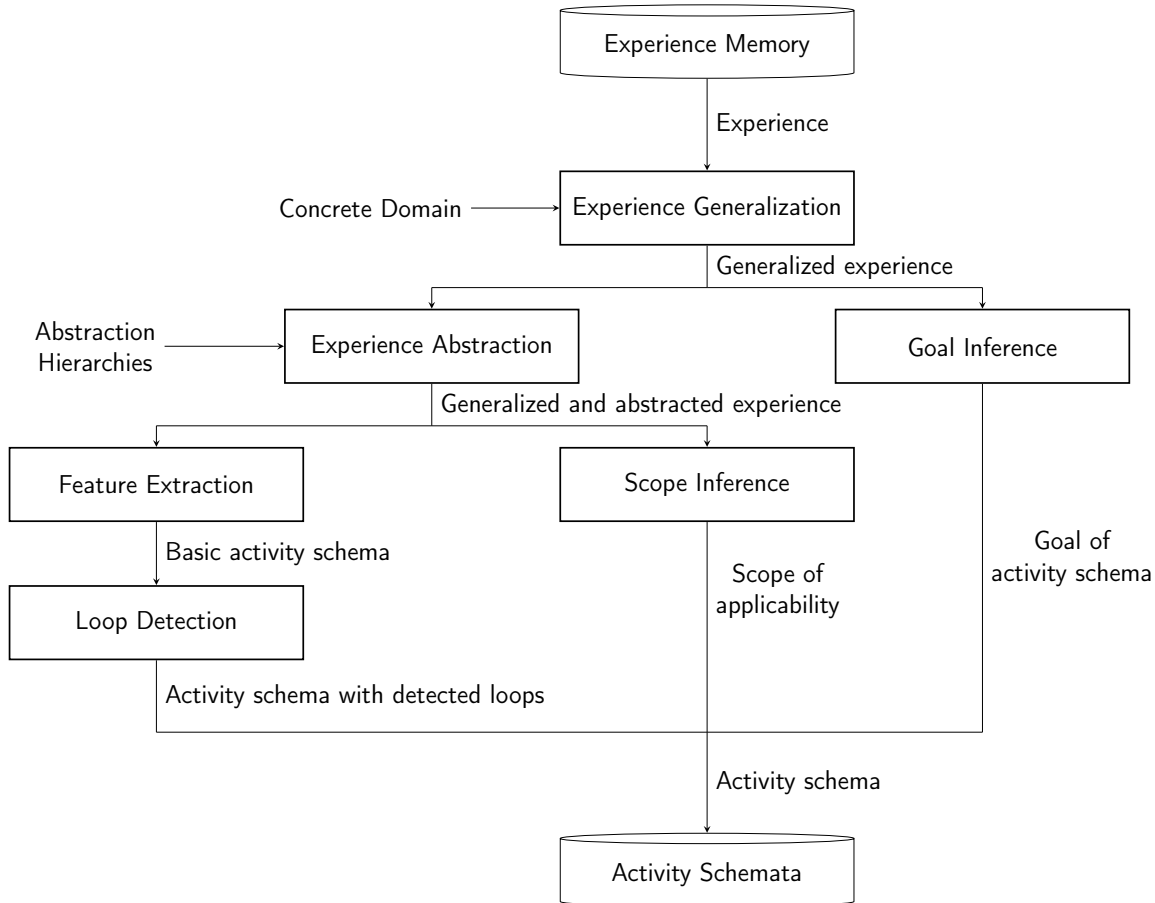 Experience Memory
Experience
Concrete Domain
Experience Generalization
Generalized experience
Abstraction
Hierarchies
Experience Abstraction
Goal Inference
Generalized and abstracted experience
Feature Extraction
Scope Inference
Basic activity schema
Goal of
activity schema
Scope of
applicability
Loop Detection
Activity schema with detected loops
Activity schema
Activity Schemata